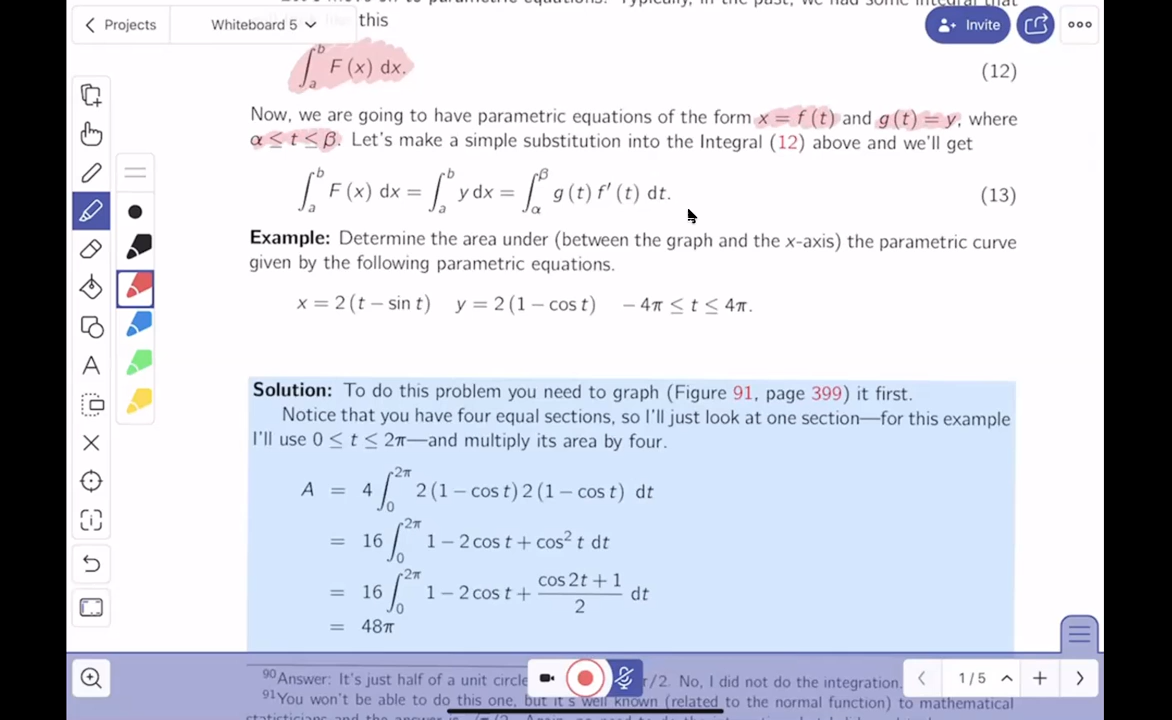 Projects
Whiteboard 5
this
Invite
∫_a^b F (x) dx. (12)
Now, we are going to have parametric equations of the form x = f (t) and g(t) = y, where
α ≤ t ≤ β. Let's make a simple substitution into the Integral (12) above and we'll get
∫_a^b F (x) dx = ∫_a^b y dx = ∫_α^β g (t) f′ (t) dt. (13)
Example: Determine the area under (between the graph and the x-axis) the parametric curve
given by the following parametric equations.
x = 2 (t − sin t) y = 2 (1 − cos t) − 4π ≤ t ≤ 4π.
Solution: To do this problem you need to graph (Figure 91, page 399) it first.
Notice that you have four equal sections, so I'll just look at one section—for this example
I'll use 0 ≤ t ≤ 2π—and multiply its area by four.
A = 4 ∫_0^{2π} 2 (1 − cos t) 2 (1 − cos t) dt
= 16 ∫_0^{2π} 1 − 2 cos t + cos² t dt
= 16 ∫_0^{2π} 1 − 2 cos t + (cos 2t + 1)/2 dt
= 48π
90 Answer: It's just half of a unit circle r/2. No, I did not do the integration.
91 You won't be able to do this one, but it's well known (related to the normal function) to mathematical
1 / 5
A